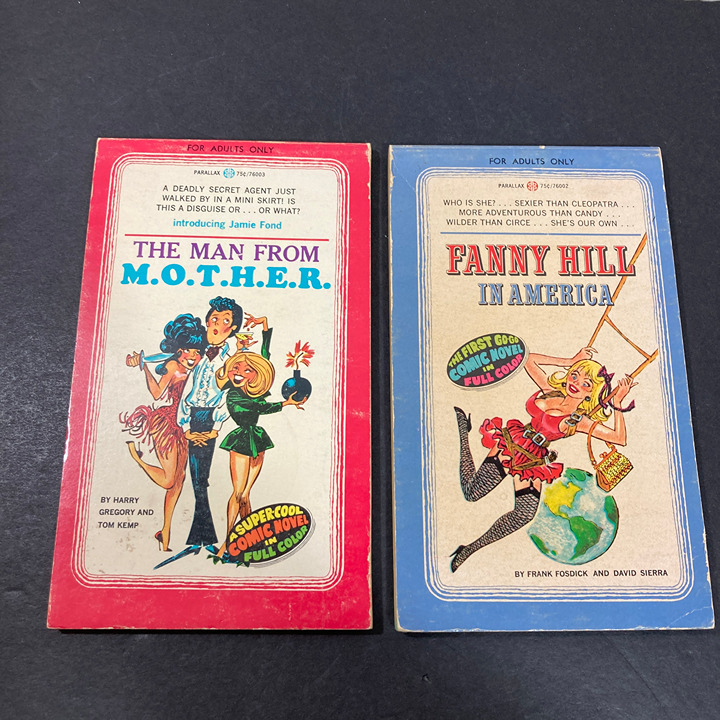 FOR ADULTS ONLY
PARALLAX 75¢/76003
A DEADLY SECRET AGENT JUST
WALKED BY IN A MINI SKIRT! IS
THIS A DISGUISE OR . . . OR WHAT?
introducing Jamie Fond
THE MAN FROM
M.O.T.H.E.R.
BY HARRY
GREGORY AND
TOM KEMP
A SUPER-COOL
COMIC NOVEL
IN
FULL COLOR
FOR ADULTS ONLY
PARALLAX 75¢/76002
WHO IS SHE? . . . SEXIER THAN CLEOPATRA . . .
MORE ADVENTUROUS THAN CANDY . . .
WILDER THAN CIRCE . . . SHE'S OUR OWN . . .
FANNY HILL
IN AMERICA
THE FIRST GO-GO
COMIC NOVEL
IN
FULL COLOR
BY FRANK FOSDICK AND DAVID SIERRA